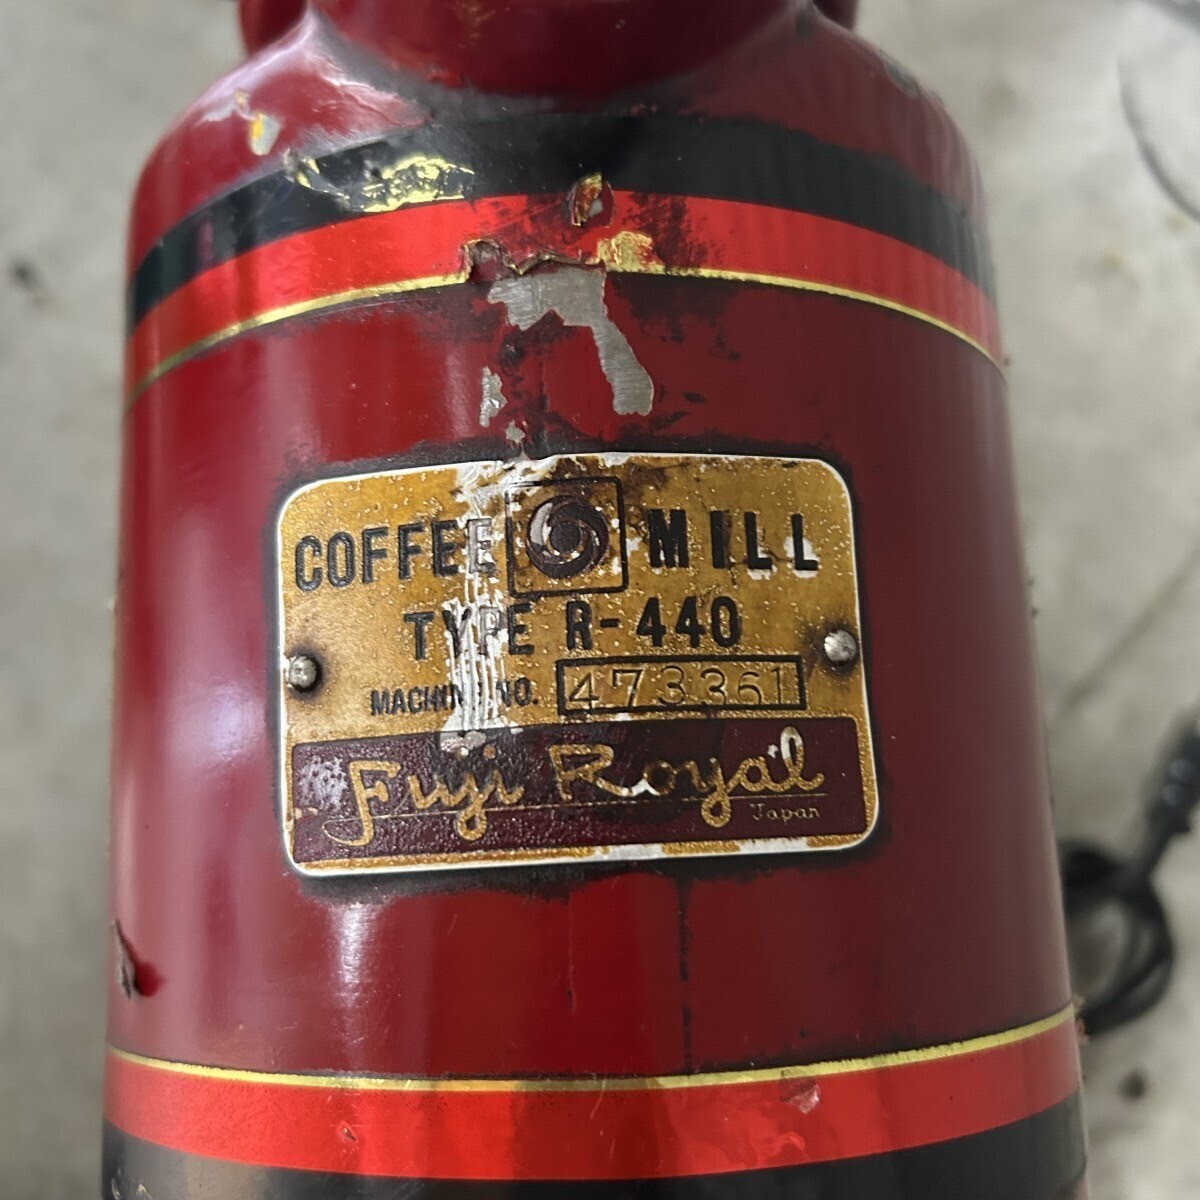 COFFEE MILL
TYPE R-440
MACHINE NO. 473361
Fuji Royal
Japan